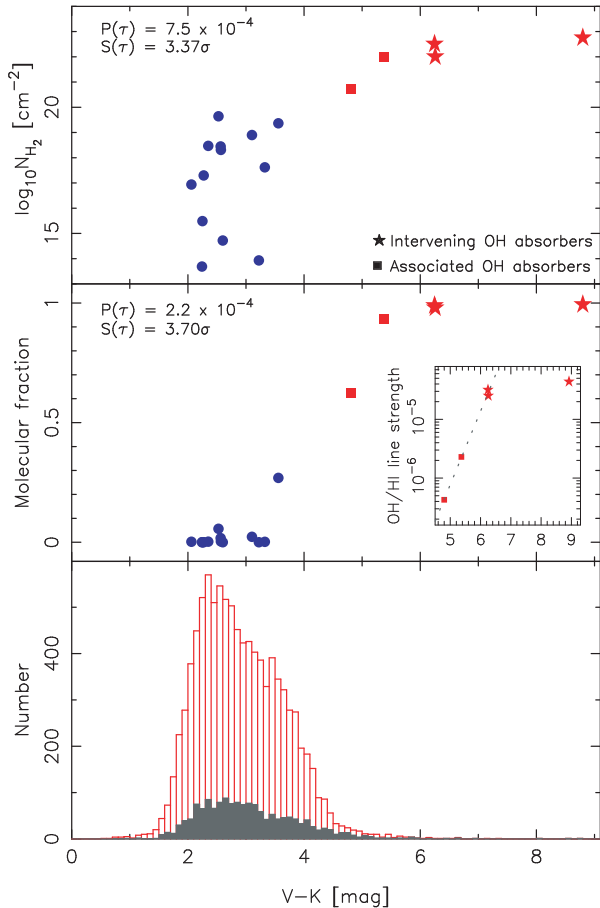 P(τ) = 7.5 x 10⁻⁴
S(τ) = 3.37σ
log₁₀N_H₂ [cm⁻²]
20
15
★ Intervening OH absorbers
■ Associated OH absorbers
P(τ) = 2.2 x 10⁻⁴
S(τ) = 3.70σ
Molecular fraction
1
0.5
0
OH/HI line strength
10⁻⁵
10⁻⁶
5 6 7 8 9
Number
400
200
0
0 2 4 6 8
V−K [mag]